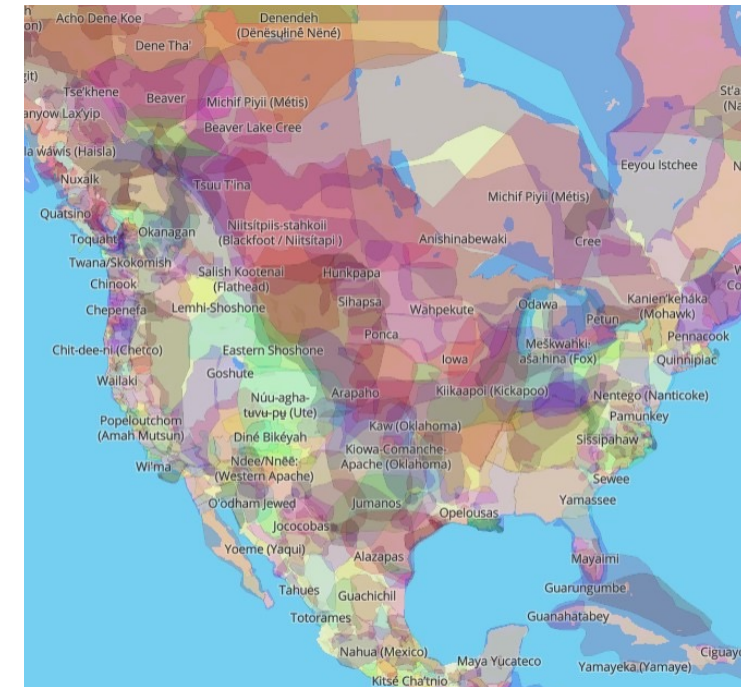 Acho Dene Koe
Denendeh
(Dënësųłinë Nëné)
Dene Tha'
Tse'khene
Beaver
Michif Piyii (Métis)
Beaver Lake Cree
Tsuu T'ina
Nuxalk
Quatsino
Toquaht
Okanagan
Niitsítpiis-stahkoii
(Blackfoot / Niitsítapi )
Michif Piyii (Métis)
Eeyou Istchee
Anishinabewaki
Cree
Twana/Skokomish
Salish Kootenai
(Flathead)
Hunkpapa
Chinook
Chepenefa
Lemhi-Shoshone
Sihapsa
Wahpekute
Odawa
Petun
Kanien'kehá:ka
(Mohawk)
Ponca
Pennacook
Chit-dee-ni (Chetco)
Eastern Shoshone
Iowa
Meškwahki·
aša·hina (Fox)
Quinnipiac
Goshute
Wailaki
Arapaho
Kiikaapoi (Kickapoo)
Nentego (Nanticoke)
Núu-agha-
tʉvʉ-pʉ̱ (Ute)
Popeloutchom
(Amah Mutsun)
Kaw (Oklahoma)
Pamunkey
Diné Bikéyah
Kiowa-Comanche-
Apache (Oklahoma)
Sissipahaw
Wi'ma
Ndee/Nnēē:
(Western Apache)
Sewee
O'odham Jewed
Jumanos
Opelousas
Yamassee
Jococobas
Yoeme (Yaqui)
Alazapas
Mayaimi
Tahues
Guachichil
Guarungumbe
Totorames
Guanahatabey
Nahua (Mexico)
Maya Yucateco
Yamayeka (Yamaye)
Kitsé Cha'tnio